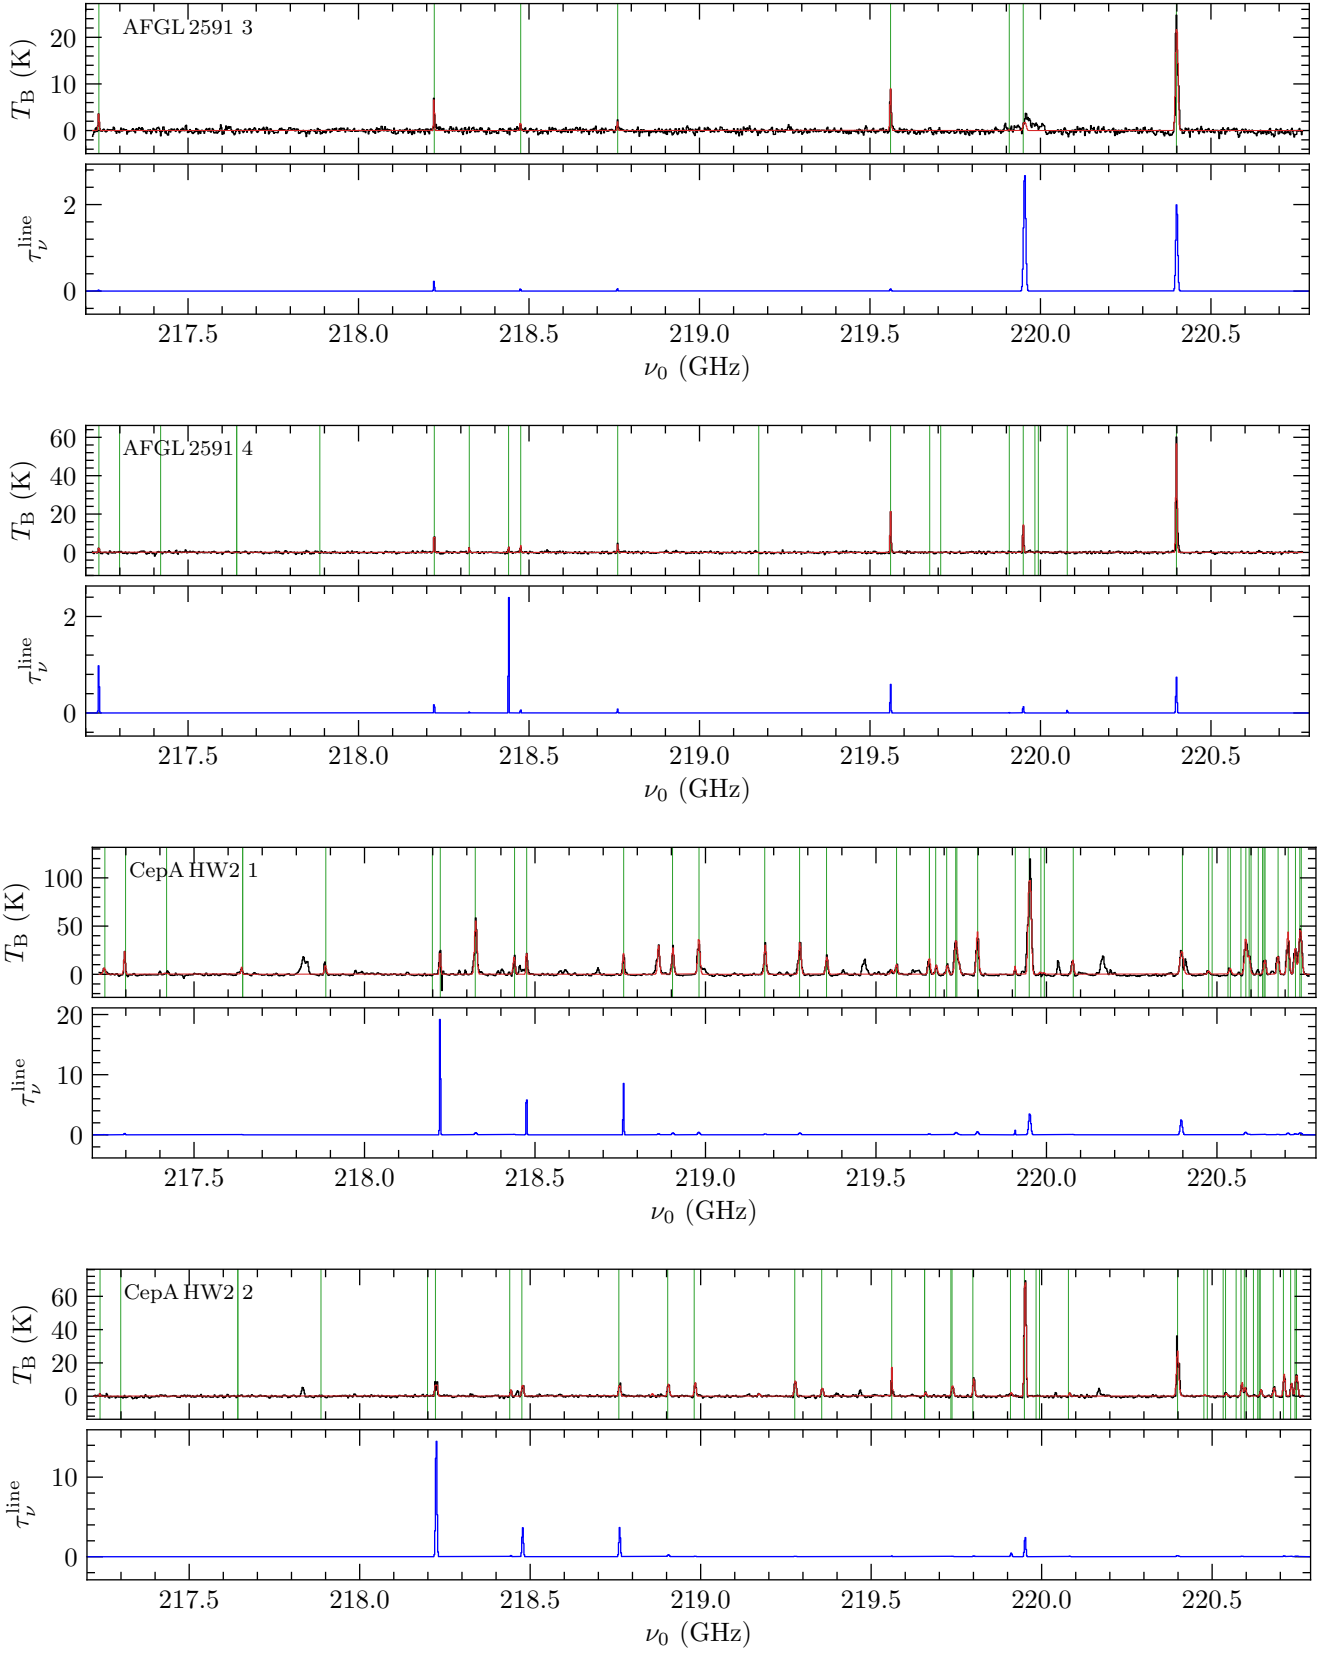 AFGL 2591 3
T_B (K)
20
10
0
τ_ν^line
2
0
217.5 218.0 218.5 219.0 219.5 220.0 220.5
ν_0 (GHz)
AFGL 2591 4
T_B (K)
60
40
20
0
τ_ν^line
2
0
217.5 218.0 218.5 219.0 219.5 220.0 220.5
ν_0 (GHz)
CepA HW2 1
T_B (K)
100
50
0
τ_ν^line
20
10
0
217.5 218.0 218.5 219.0 219.5 220.0 220.5
ν_0 (GHz)
CepA HW2 2
T_B (K)
60
40
20
0
τ_ν^line
10
0
217.5 218.0 218.5 219.0 219.5 220.0 220.5
ν_0 (GHz)